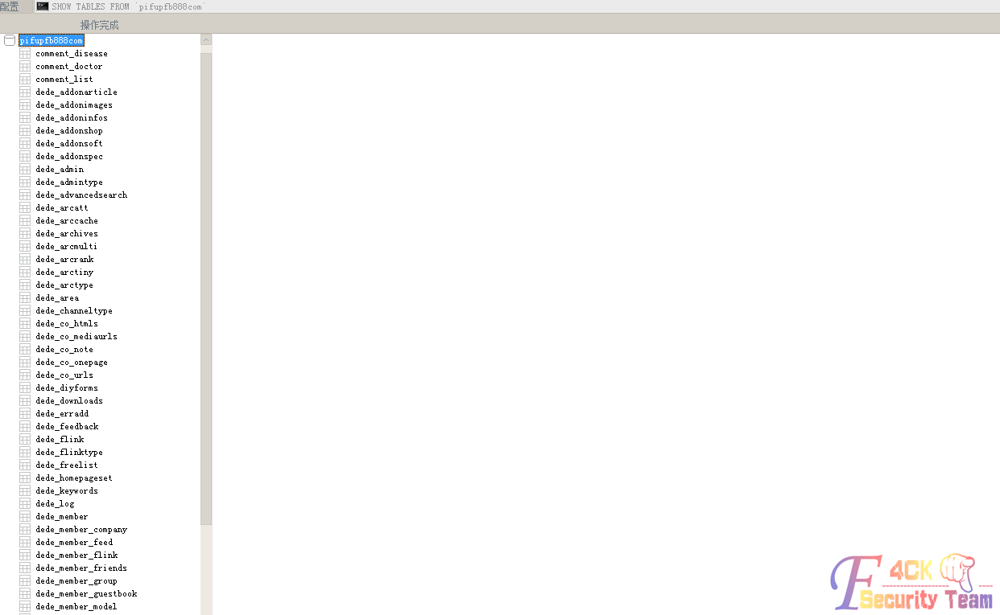 配置
SHOW TABLES FROM `pifupfb888com`
操作完成
pifupfb888com
comment_disease
comment_doctor
comment_list
dede_addonarticle
dede_addonimages
dede_addoninfos
dede_addonshop
dede_addonsoft
dede_addonspec
dede_admin
dede_admintype
dede_advancedsearch
dede_arcatt
dede_arccache
dede_archives
dede_arcmulti
dede_arcrank
dede_arctiny
dede_arctype
dede_area
dede_channeltype
dede_co_htmls
dede_co_mediaurls
dede_co_note
dede_co_onepage
dede_co_urls
dede_diyforms
dede_downloads
dede_erradd
dede_feedback
dede_flink
dede_flinktype
dede_freelist
dede_homepageset
dede_keywords
dede_log
dede_member
dede_member_company
dede_member_feed
dede_member_flink
dede_member_friends
dede_member_group
dede_member_guestbook
dede_member_model
F4CK
Security Team